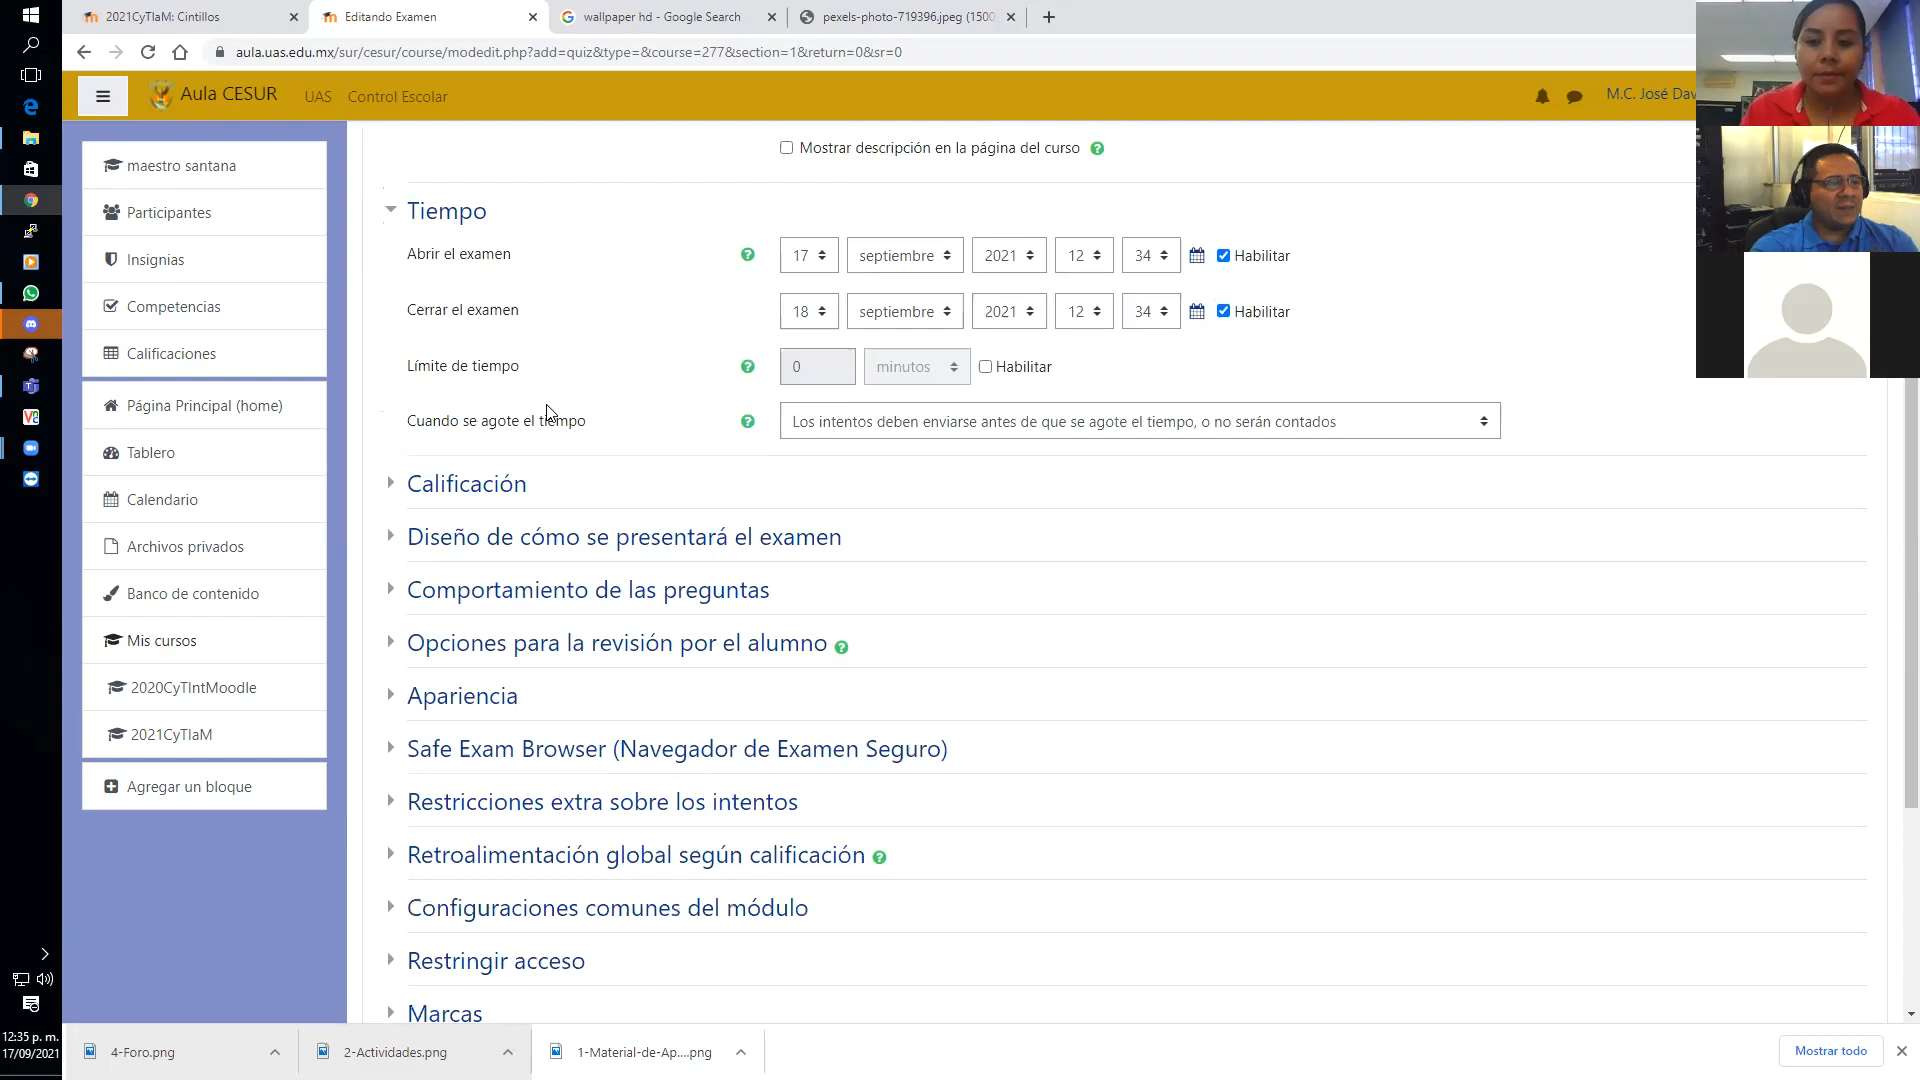 2021CyTIaM: Cintillos
Editando Examen
wallpaper hd - Google Search
pexels-photo-719396.jpeg (1500
aula.uas.edu.mx/sur/cesur/course/modedit.php?add=quiz&type=&course=277&section=1&return=0&sr=0
Aula CESUR
UAS
Control Escolar
M.C. José Dav
maestro santana
Participantes
Insignias
Competencias
Calificaciones
Página Principal (home)
Tablero
Calendario
Archivos privados
Banco de contenido
Mis cursos
2020CyTIntMoodle
2021CyTIaM
Agregar un bloque
Mostrar descripción en la página del curso
Tiempo
Abrir el examen
17 septiembre 2021 12 34 Habilitar
Cerrar el examen
18 septiembre 2021 12 34 Habilitar
Límite de tiempo
0 minutos Habilitar
Cuando se agote el tiempo
Los intentos deben enviarse antes de que se agote el tiempo, o no serán contados
Calificación
Diseño de cómo se presentará el examen
Comportamiento de las preguntas
Opciones para la revisión por el alumno
Apariencia
Safe Exam Browser (Navegador de Examen Seguro)
Restricciones extra sobre los intentos
Retroalimentación global según calificación
Configuraciones comunes del módulo
Restringir acceso
Marcas
12:35 p. m.
17/09/2021
4-Foro.png
2-Actividades.png
1-Material-de-Ap....png
Mostrar todo